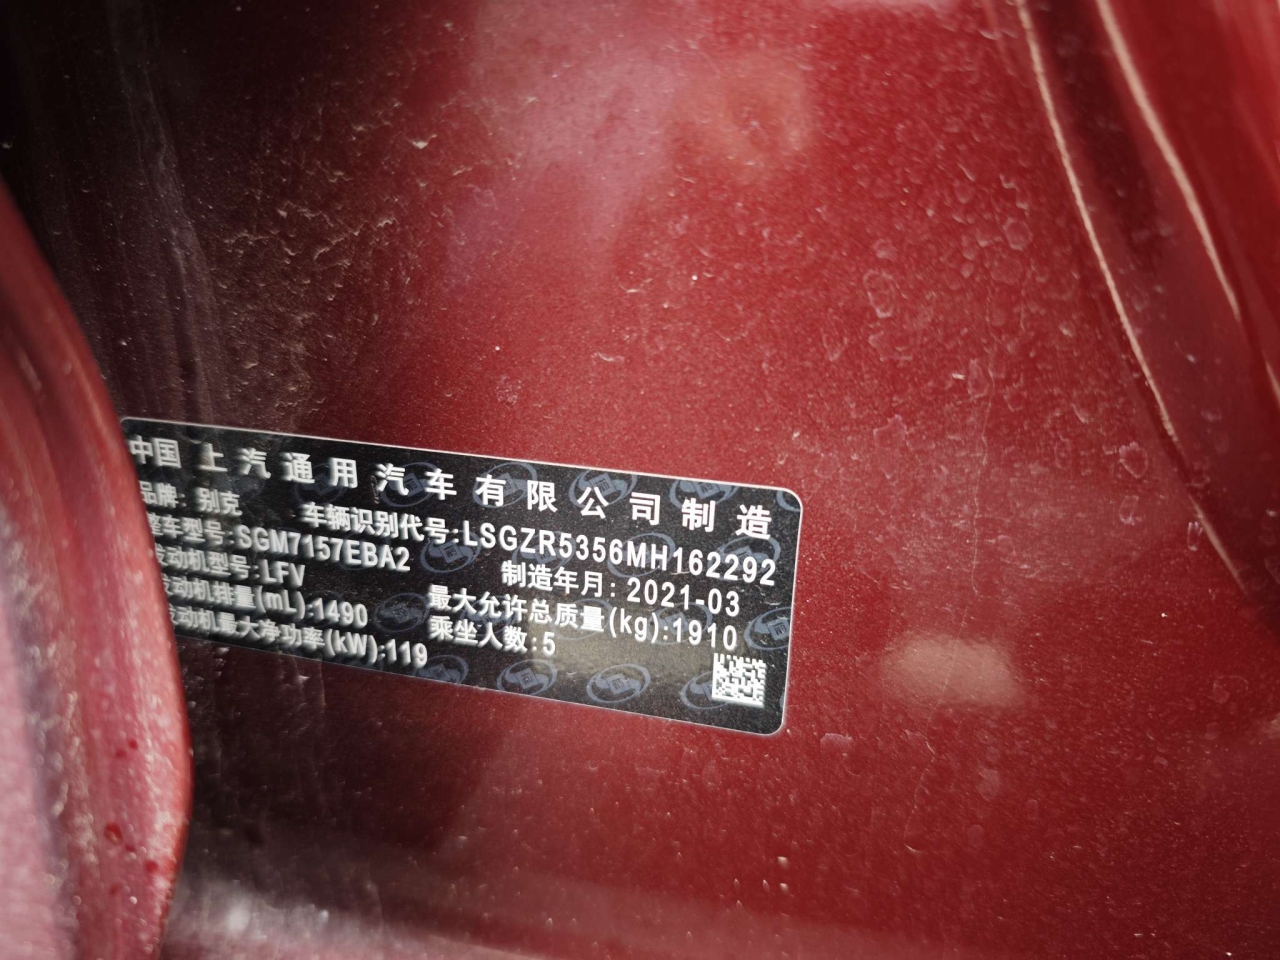 中国 上汽通用汽车有限公司制造
品牌: 别克 车辆识别代号:LSGZR5356MH162292
整车型号:SGM7157EBA2 制造年月: 2021-03
发动机型号:LFV 最大允许总质量(kg):1910
发动机排量(mL):1490 乘坐人数:5
发动机最大净功率(kW):119